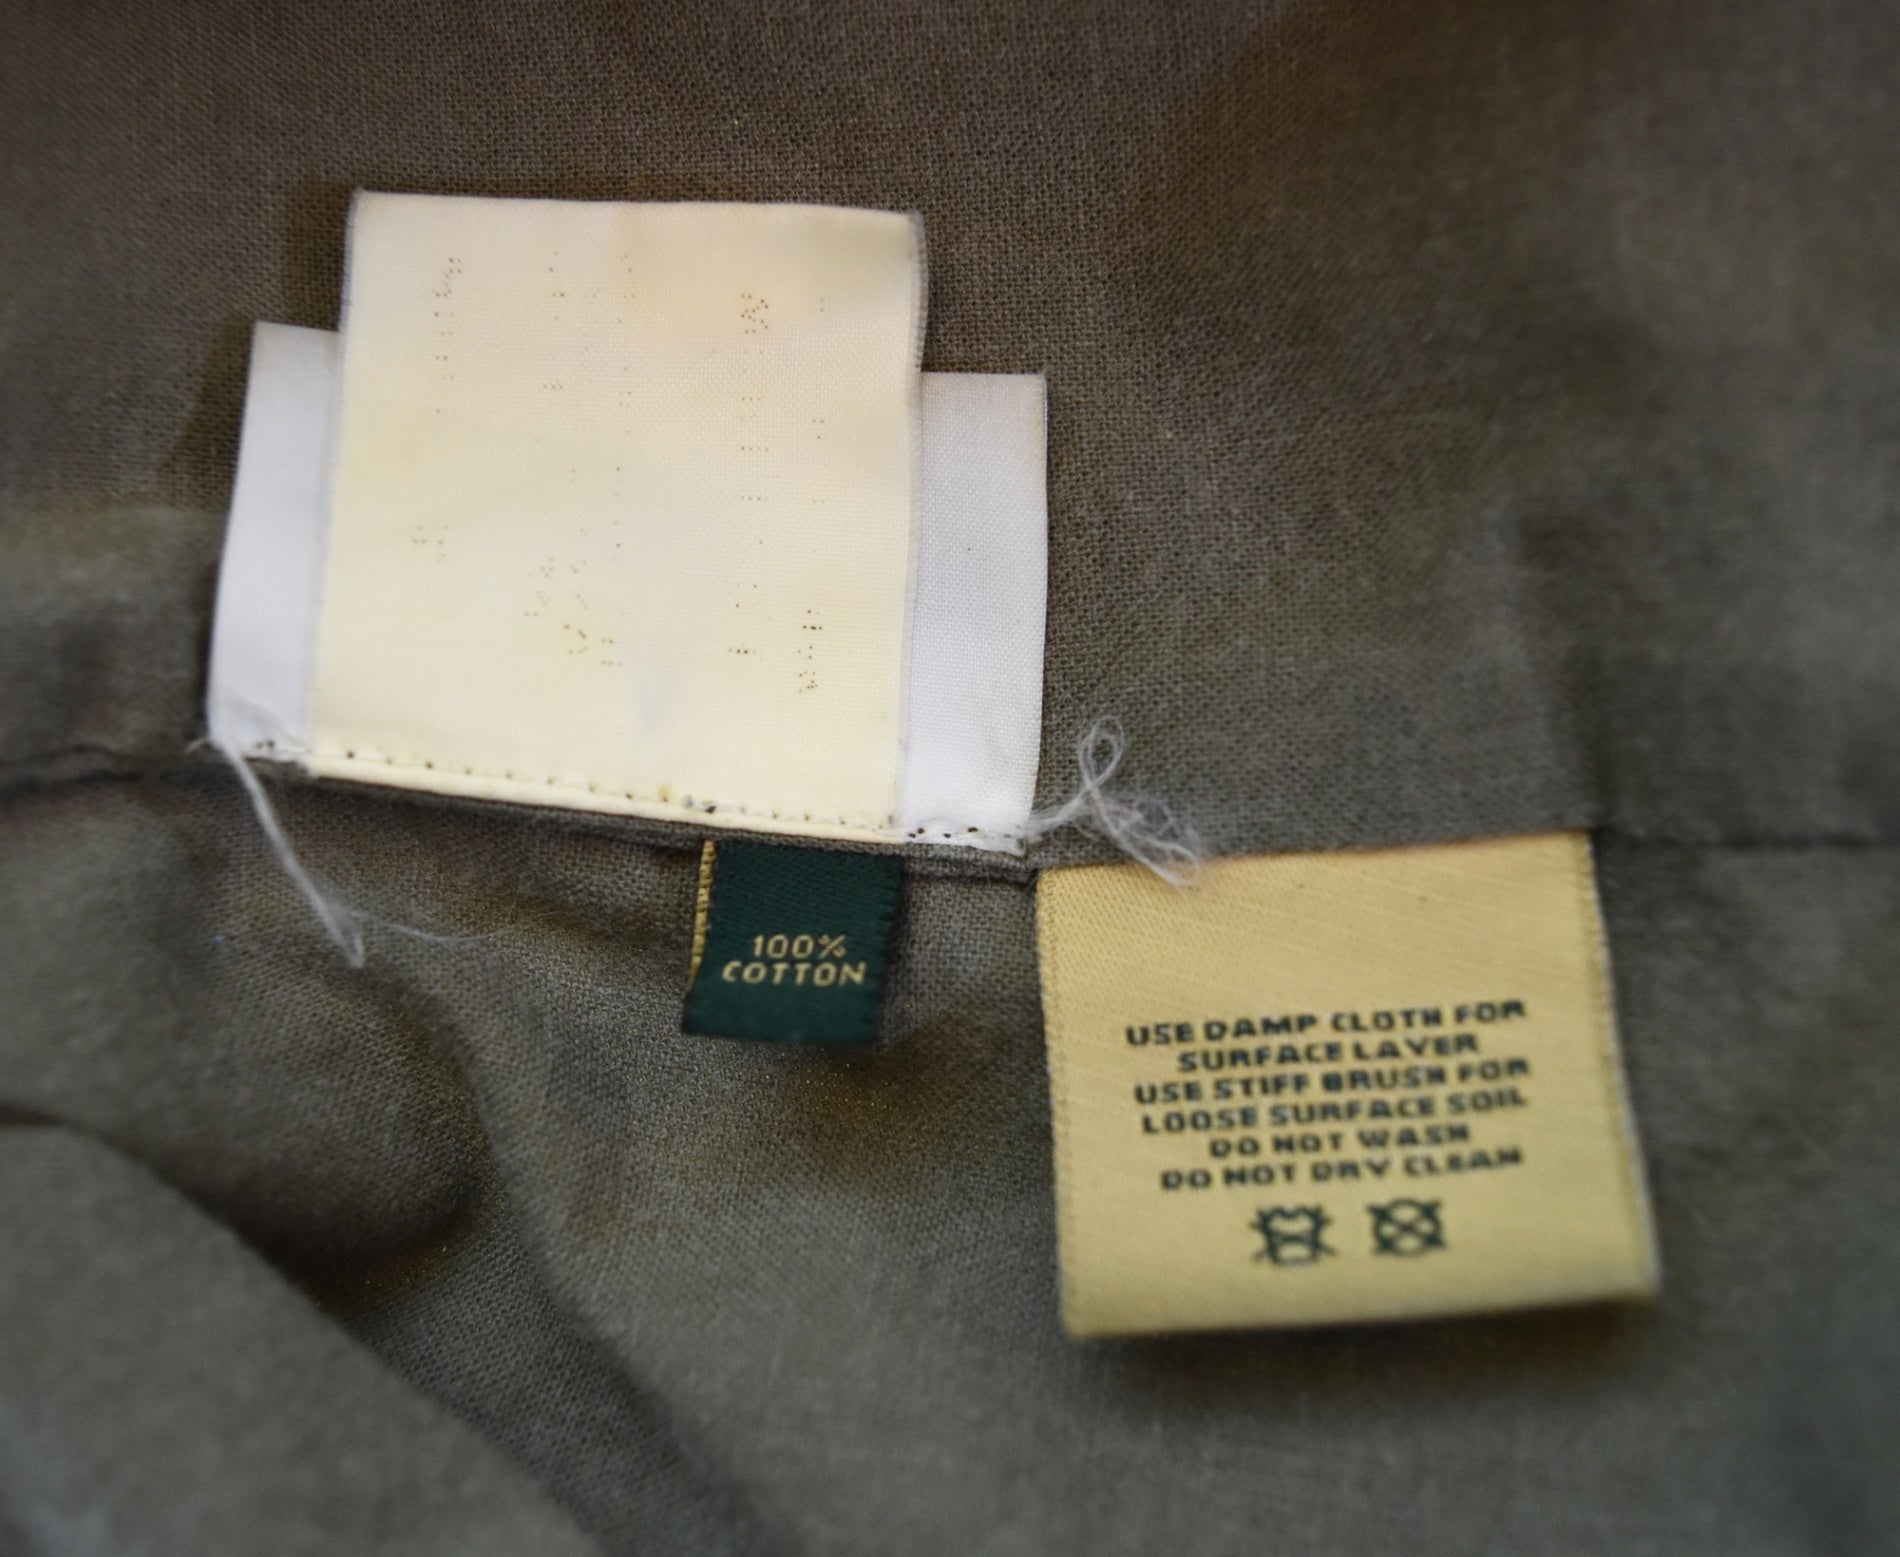 100%
COTTON
USE DAMP CLOTH FOR
SURFACE LAYER
USE STIFF BRUSH FOR
LOOSE SURFACE SOIL
DO NOT WASH
DO NOT DRY CLEAN